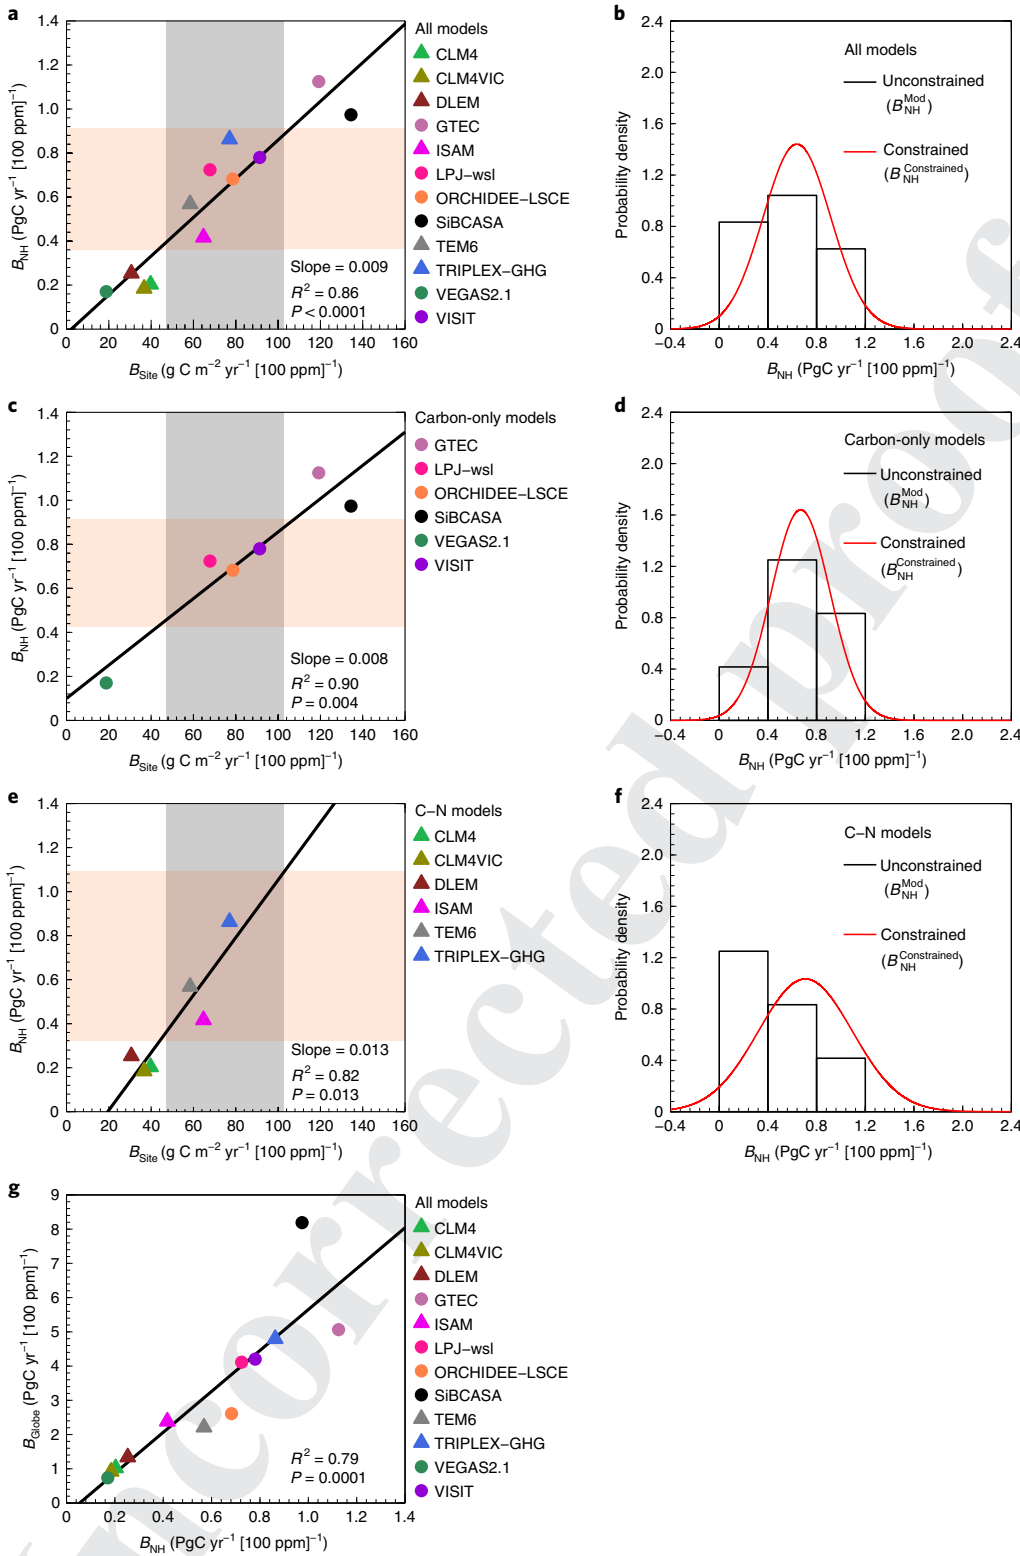 a
1.4
1.2
1.0
0.8
0.6
0.4
0.2
0
0 20 40 60 80 100 120 140 160
B_NH (PgC yr⁻¹ [100 ppm]⁻¹)
B_Site (g C m⁻² yr⁻¹ [100 ppm]⁻¹)
Slope = 0.009
R² = 0.86
P < 0.0001
All models
CLM4
CLM4VIC
DLEM
GTEC
ISAM
LPJ–wsl
ORCHIDEE–LSCE
SiBCASA
TEM6
TRIPLEX–GHG
VEGAS2.1
VISIT
b
2.4
2.0
1.6
1.2
0.8
0.4
0
−0.4 0 0.4 0.8 1.2 1.6 2.0 2.4
Probability density
B_NH (PgC yr⁻¹ [100 ppm]⁻¹)
All models
Unconstrained
(B_NH^Mod)
Constrained
(B_NH^Constrained)
c
1.4
1.2
1.0
0.8
0.6
0.4
0.2
0
0 20 40 60 80 100 120 140 160
B_NH (PgC yr⁻¹ [100 ppm]⁻¹)
B_Site (g C m⁻² yr⁻¹ [100 ppm]⁻¹)
Slope = 0.008
R² = 0.90
P = 0.004
Carbon-only models
GTEC
LPJ–wsl
ORCHIDEE–LSCE
SiBCASA
VEGAS2.1
VISIT
d
2.4
2.0
1.6
1.2
0.8
0.4
0
−0.4 0 0.4 0.8 1.2 1.6 2.0 2.4
Probability density
B_NH (PgC yr⁻¹ [100 ppm]⁻¹)
Carbon-only models
Unconstrained
(B_NH^Mod)
Constrained
(B_NH^Constrained)
e
1.4
1.2
1.0
0.8
0.6
0.4
0.2
0
0 20 40 60 80 100 120 140 160
B_NH (PgC yr⁻¹ [100 ppm]⁻¹)
B_Site (g C m⁻² yr⁻¹ [100 ppm]⁻¹)
Slope = 0.013
R² = 0.82
P = 0.013
C–N models
CLM4
CLM4VIC
DLEM
ISAM
TEM6
TRIPLEX–GHG
f
2.4
2.0
1.6
1.2
0.8
0.4
0
−0.4 0 0.4 0.8 1.2 1.6 2.0 2.4
Probability density
B_NH (PgC yr⁻¹ [100 ppm]⁻¹)
C–N models
Unconstrained
(B_NH^Mod)
Constrained
(B_NH^Constrained)
g
9
8
7
6
5
4
3
2
1
0
0 0.2 0.4 0.6 0.8 1.0 1.2 1.4
B_Globe (PgC yr⁻¹ [100 ppm]⁻¹)
B_NH (PgC yr⁻¹ [100 ppm]⁻¹)
R² = 0.79
P = 0.0001
All models
CLM4
CLM4VIC
DLEM
GTEC
ISAM
LPJ–wsl
ORCHIDEE–LSCE
SiBCASA
TEM6
TRIPLEX–GHG
VEGAS2.1
VISIT
Uncorrected proof